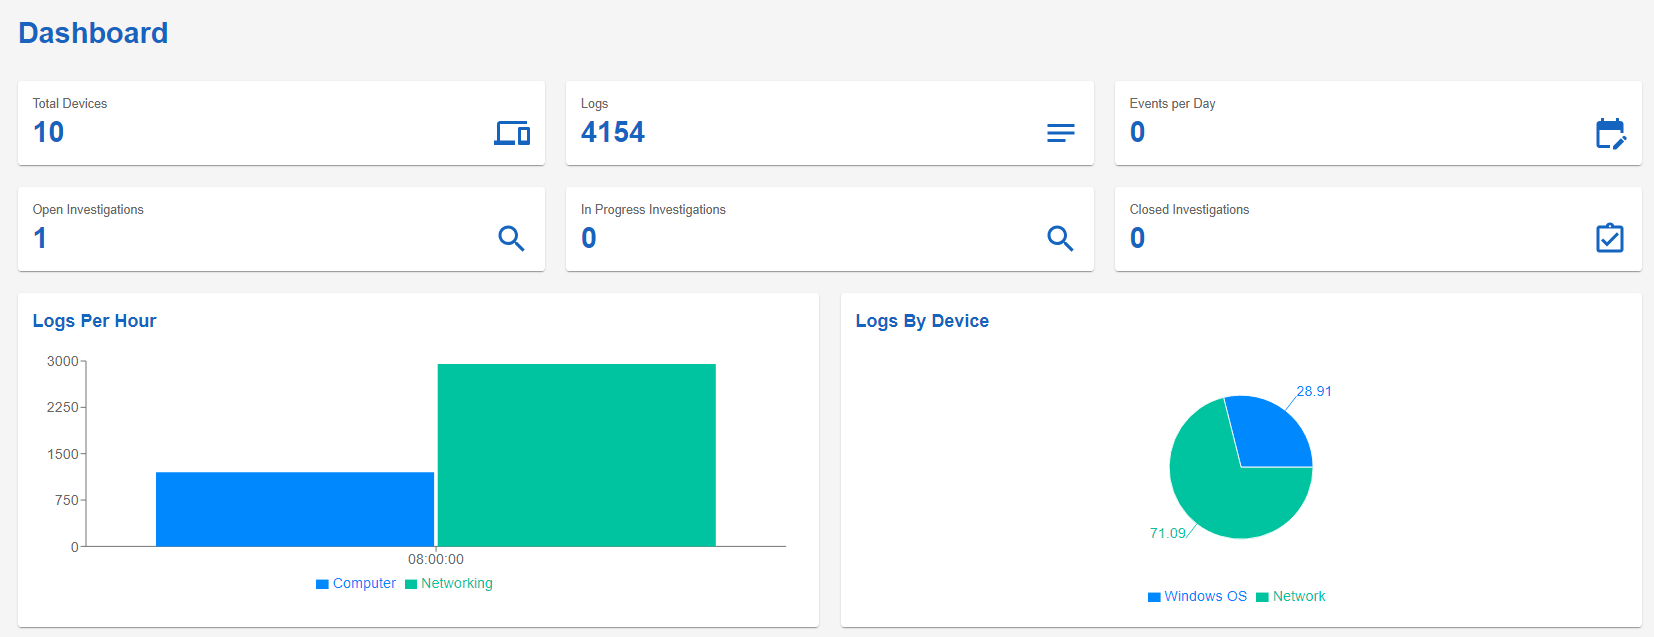 Dashboard
Total Devices
10
Logs
4154
Events per Day
0
Open Investigations
1
In Progress Investigations
0
Closed Investigations
0
Logs Per Hour
3000
2250
1500
750
0
08:00:00
Computer Networking
Logs By Device
28.91
71.09
Windows OS Network